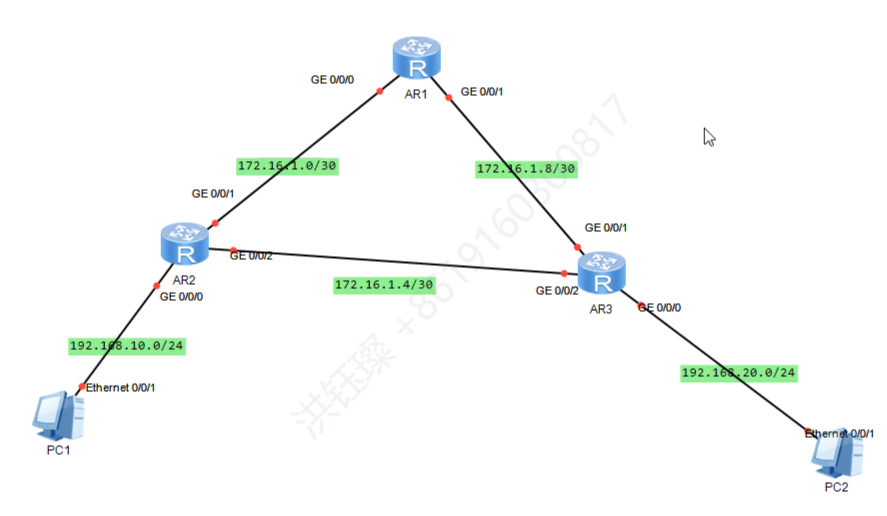 R
AR1
GE 0/0/0
GE 0/0/1
172.16.1.0/30
172.16.1.8/30
GE 0/0/1
GE 0/0/1
R
AR2
GE 0/0/2
GE 0/0/0
172.16.1.4/30
GE 0/0/2
R
AR3
GE 0/0/0
192.168.10.0/24
192.168.20.0/24
Ethernet 0/0/1
PC1
Ethernet 0/0/1
PC2
洪钰璨